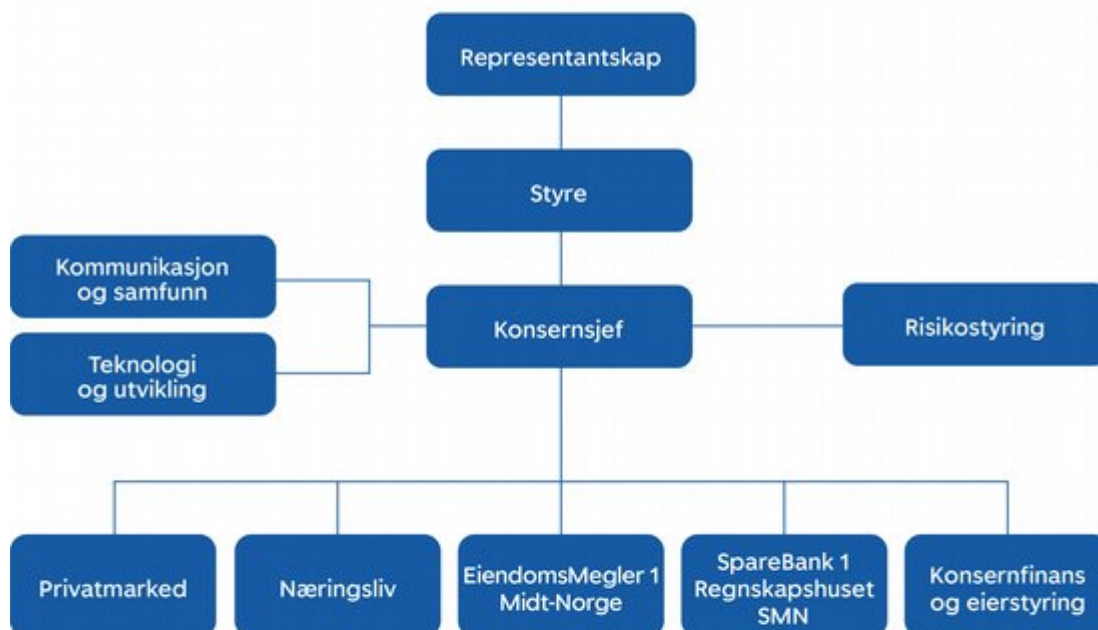 Representantskap
Styre
Kommunikasjon
og samfunn
Teknologi
og utvikling
Konsernsjef
Risikostyring
Privatmarked
Næringsliv
EiendomsMegler 1
Midt-Norge
SpareBank 1
Regnskapshuset
SMN
Konsernfinans
og eierstyring